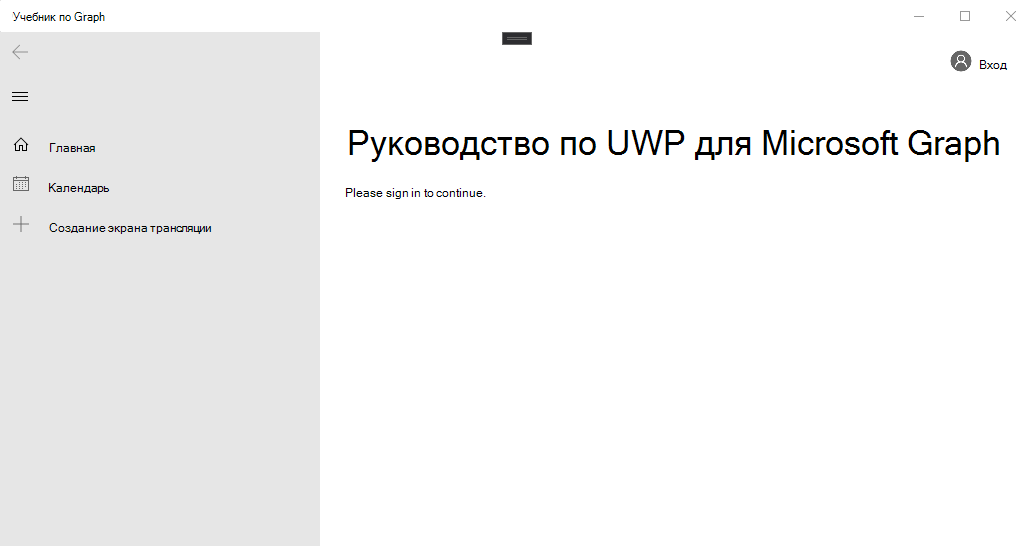 Учебник по Graph
Вход
Главная
Календарь
Создание экрана трансляции
Руководство по UWP для Microsoft Graph
Please sign in to continue.